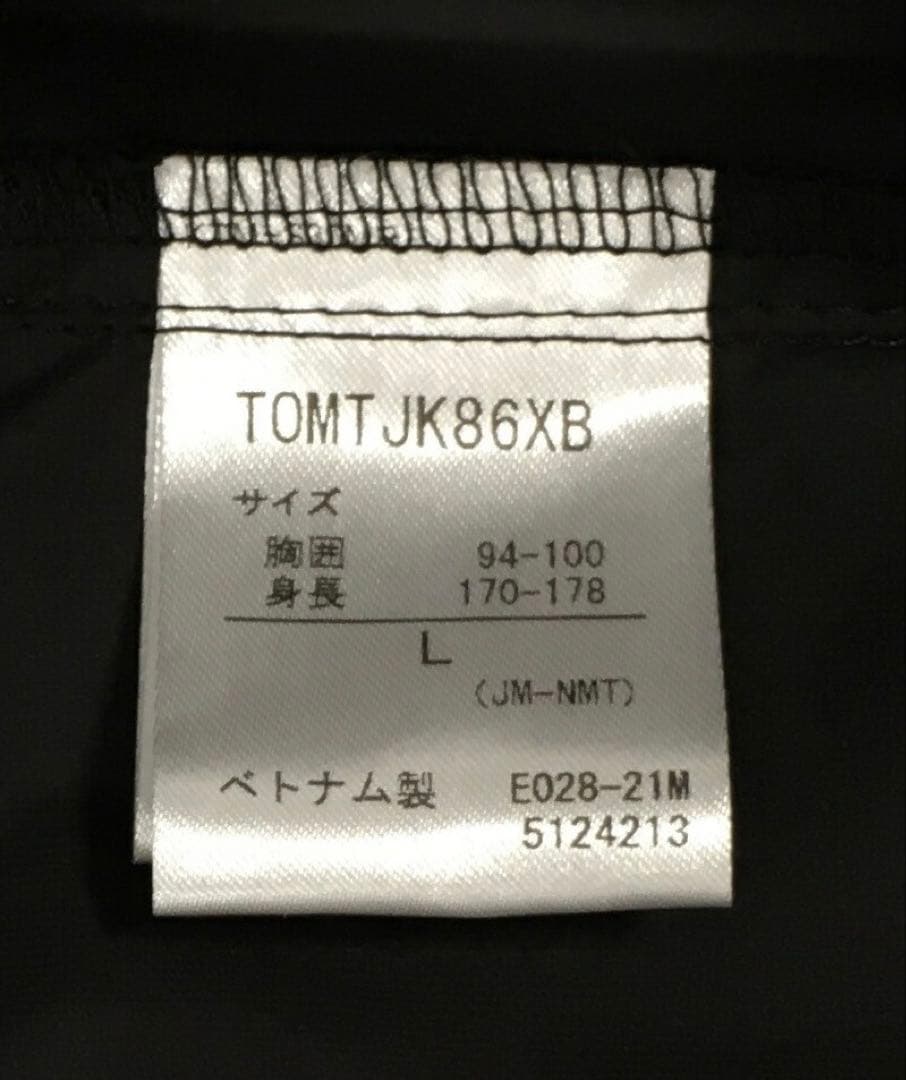 TOMTJK86XB
サイズ
胸囲 94-100
身長 170-178
L
(JM-NMT)
ベトナム製 E028-21M
5124213